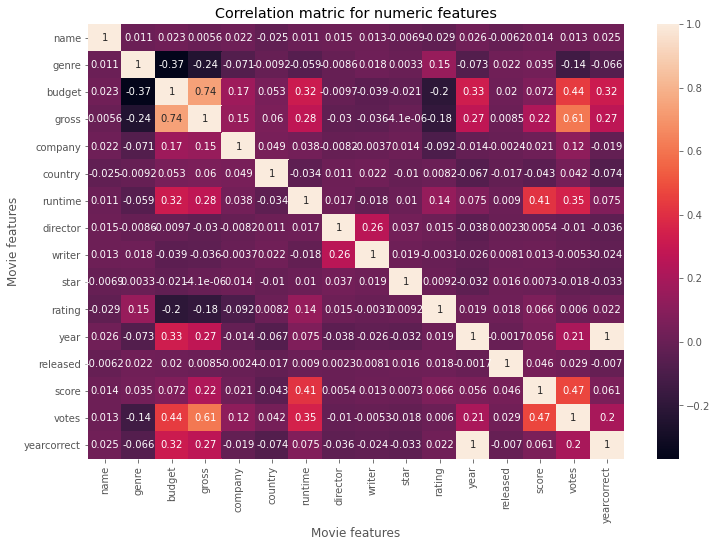 Correlation matric for numeric features
name 1 0.011 0.023 0.0056 0.022 -0.025 0.011 0.015 0.013 -0.0069 -0.029 0.026 -0.0062 0.014 0.013 0.025
genre 0.011 1 -0.37 -0.24 -0.071 -0.0092 -0.059 -0.0086 0.018 0.0033 0.15 -0.073 0.022 0.035 -0.14 -0.066
budget 0.023 -0.37 1 0.74 0.17 0.053 0.32 -0.0097 -0.039 -0.021 -0.2 0.33 0.02 0.072 0.44 0.32
gross 0.0056 -0.24 0.74 1 0.15 0.06 0.28 -0.03 -0.036 4.1e-06 -0.18 0.27 0.0085 0.22 0.61 0.27
company 0.022 -0.071 0.17 0.15 1 0.049 0.038 -0.0082 0.0037 0.014 -0.092 -0.014 -0.0024 0.021 0.12 -0.019
country -0.025 -0.0092 0.053 0.06 0.049 1 -0.034 0.011 0.022 -0.01 0.0082 -0.067 -0.017 -0.043 0.042 -0.074
runtime 0.011 -0.059 0.32 0.28 0.038 -0.034 1 0.017 -0.018 0.01 0.14 0.075 0.009 0.41 0.35 0.075
director 0.015 -0.0086 -0.0097 -0.03 -0.0082 0.011 0.017 1 0.26 0.037 0.015 -0.038 0.0023 0.0054 -0.01 -0.036
writer 0.013 0.018 -0.039 -0.036 -0.0037 0.022 -0.018 0.26 1 0.019 -0.0031 -0.026 0.0081 0.013 -0.0053 -0.024
star -0.0069 0.0033 -0.021 4.1e-06 0.014 -0.01 0.01 0.037 0.019 1 0.0092 -0.032 0.016 0.0073 -0.018 -0.033
rating -0.029 0.15 -0.2 -0.18 -0.092 0.0082 0.14 0.015 -0.0031 0.0092 1 0.019 0.018 0.066 0.006 0.022
year 0.026 -0.073 0.33 0.27 -0.014 -0.067 0.075 -0.038 -0.026 -0.032 0.019 1 -0.0017 0.056 0.21 1
released -0.0062 0.022 0.02 0.0085 -0.0024 -0.017 0.009 0.0023 0.0081 0.016 0.018 -0.0017 1 0.046 0.029 -0.007
score 0.014 0.035 0.072 0.22 0.021 -0.043 0.41 0.0054 0.013 0.0073 0.066 0.056 0.046 1 0.47 0.061
votes 0.013 -0.14 0.44 0.61 0.12 0.042 0.35 -0.01 -0.0053 -0.018 0.006 0.21 0.029 0.47 1 0.2
yearcorrect 0.025 -0.066 0.32 0.27 -0.019 -0.074 0.075 -0.036 -0.024 -0.033 0.022 1 -0.007 0.061 0.2 1
name genre budget gross company country runtime director writer star rating year released score votes yearcorrect
Movie features
Movie features
1.0
0.8
0.6
0.4
0.2
0.0
−0.2